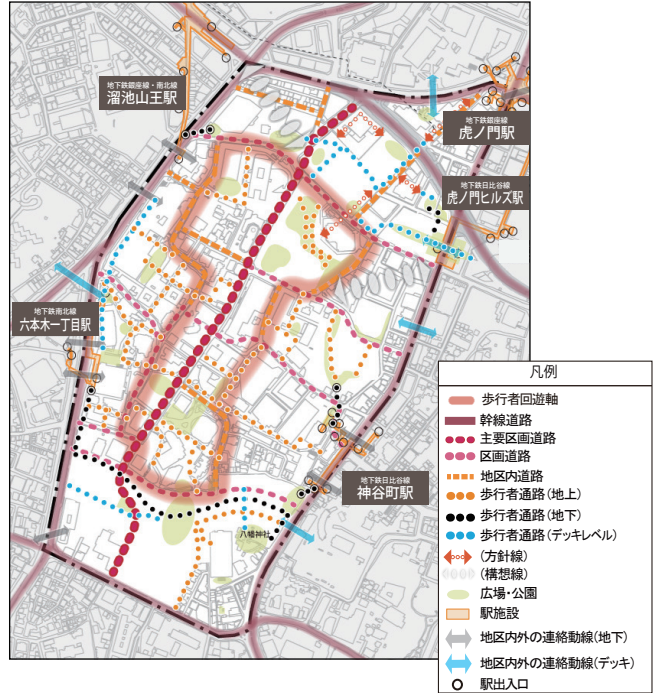 地下鉄銀座線・南北線
溜池山王駅
地下鉄銀座線
虎ノ門駅
地下鉄日比谷線
虎ノ門ヒルズ駅
地下鉄南北線
六本木一丁目駅
地下鉄日比谷線
神谷町駅
八幡神社
凡例
歩行者回遊軸
幹線道路
主要区画道路
区画道路
地区内道路
歩行者通路(地上)
歩行者通路(地下)
歩行者通路(デッキレベル)
(方針線)
(構想線)
広場・公園
駅施設
地区内外の連絡動線(地下)
地区内外の連絡動線(デッキ)
駅出入口